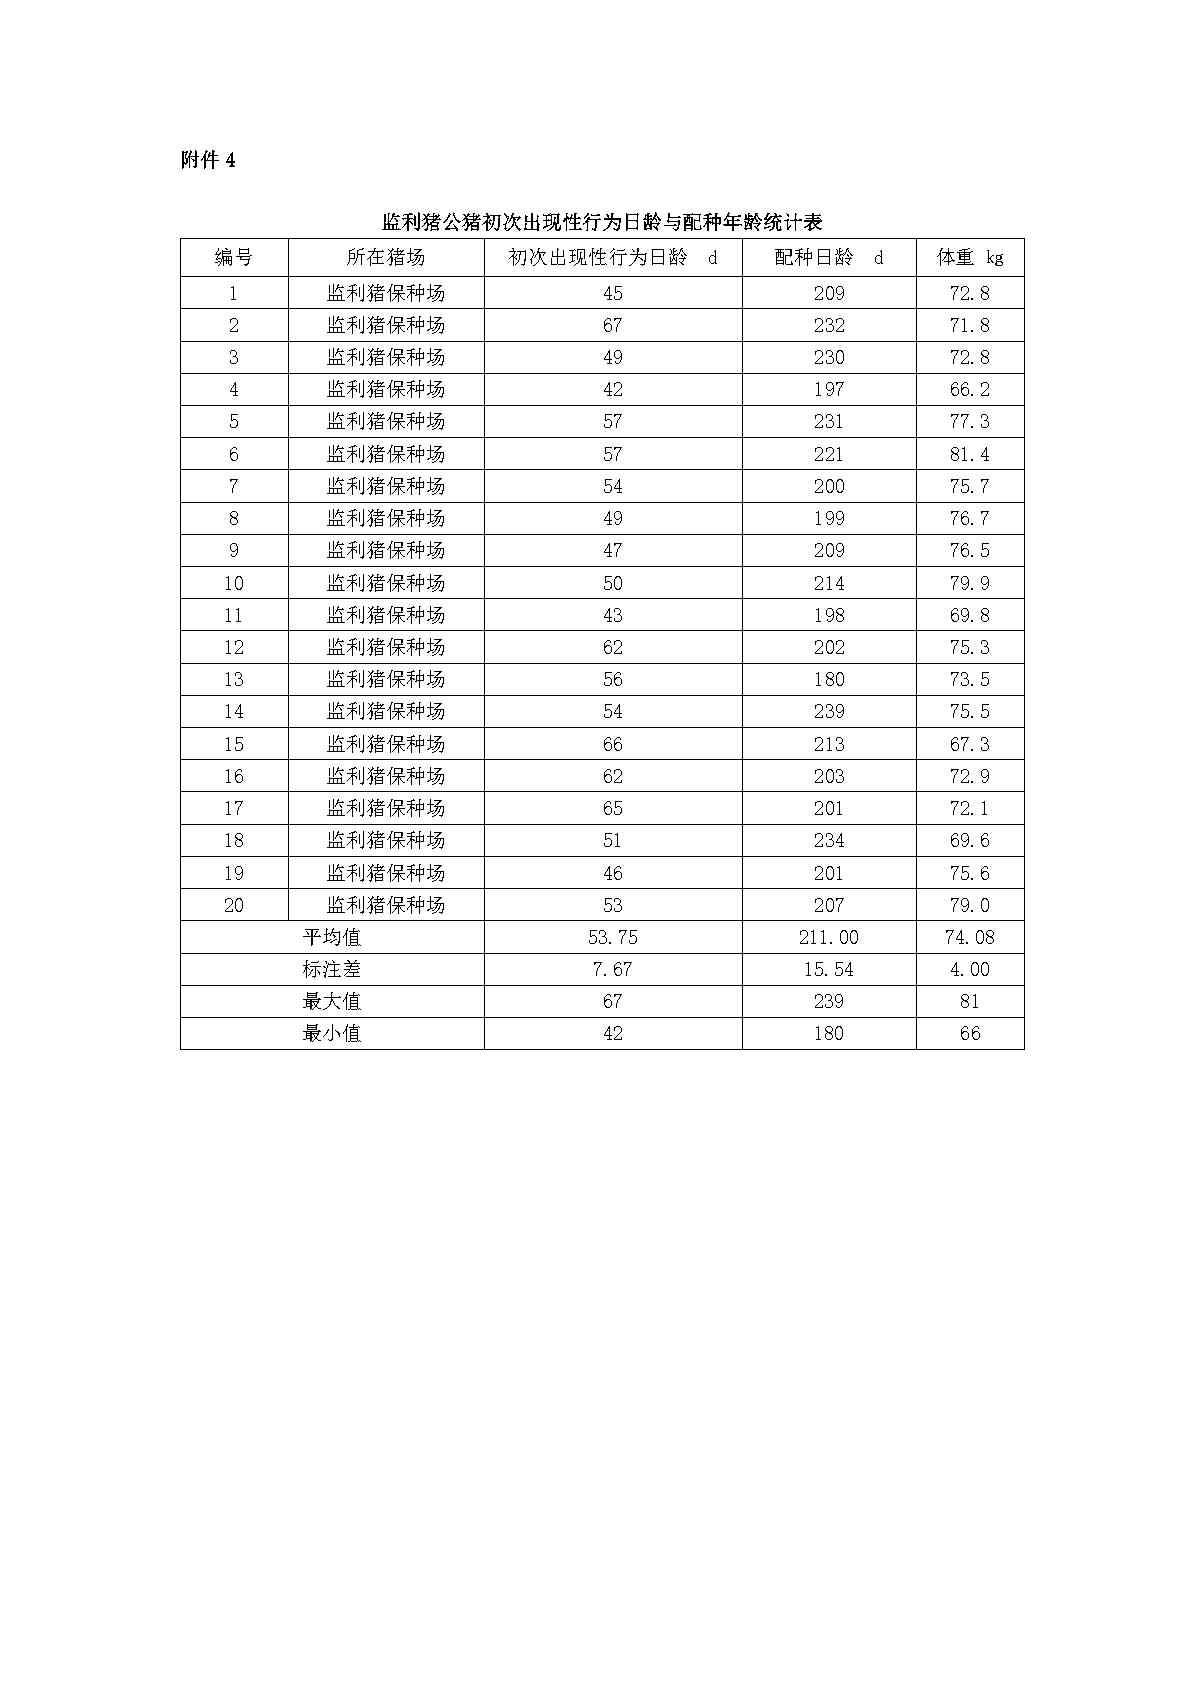 附件 4
监利猪公猪初次出现性行为日龄与配种年龄统计表
编号 所在猪场 初次出现性行为日龄 d 配种日龄 d 体重 kg
1 监利猪保种场 45 209 72.8
2 监利猪保种场 67 232 71.8
3 监利猪保种场 49 230 72.8
4 监利猪保种场 42 197 66.2
5 监利猪保种场 57 231 77.3
6 监利猪保种场 57 221 81.4
7 监利猪保种场 54 200 75.7
8 监利猪保种场 49 199 76.7
9 监利猪保种场 47 209 76.5
10 监利猪保种场 50 214 79.9
11 监利猪保种场 43 198 69.8
12 监利猪保种场 62 202 75.3
13 监利猪保种场 56 180 73.5
14 监利猪保种场 54 239 75.5
15 监利猪保种场 66 213 67.3
16 监利猪保种场 62 203 72.9
17 监利猪保种场 65 201 72.1
18 监利猪保种场 51 234 69.6
19 监利猪保种场 46 201 75.6
20 监利猪保种场 53 207 79.0
平均值 53.75 211.00 74.08
标注差 7.67 15.54 4.00
最大值 67 239 81
最小值 42 180 66